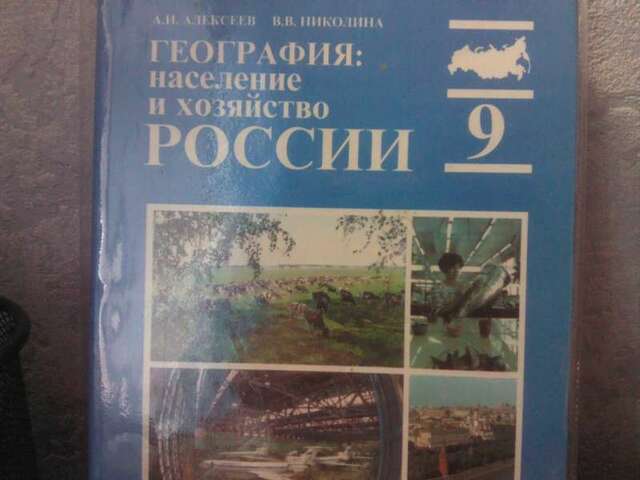 А.И. АЛЕКСЕЕВ В.В. НИКОЛИНА
ГЕОГРАФИЯ:
население
и хозяйство
РОССИИ
9